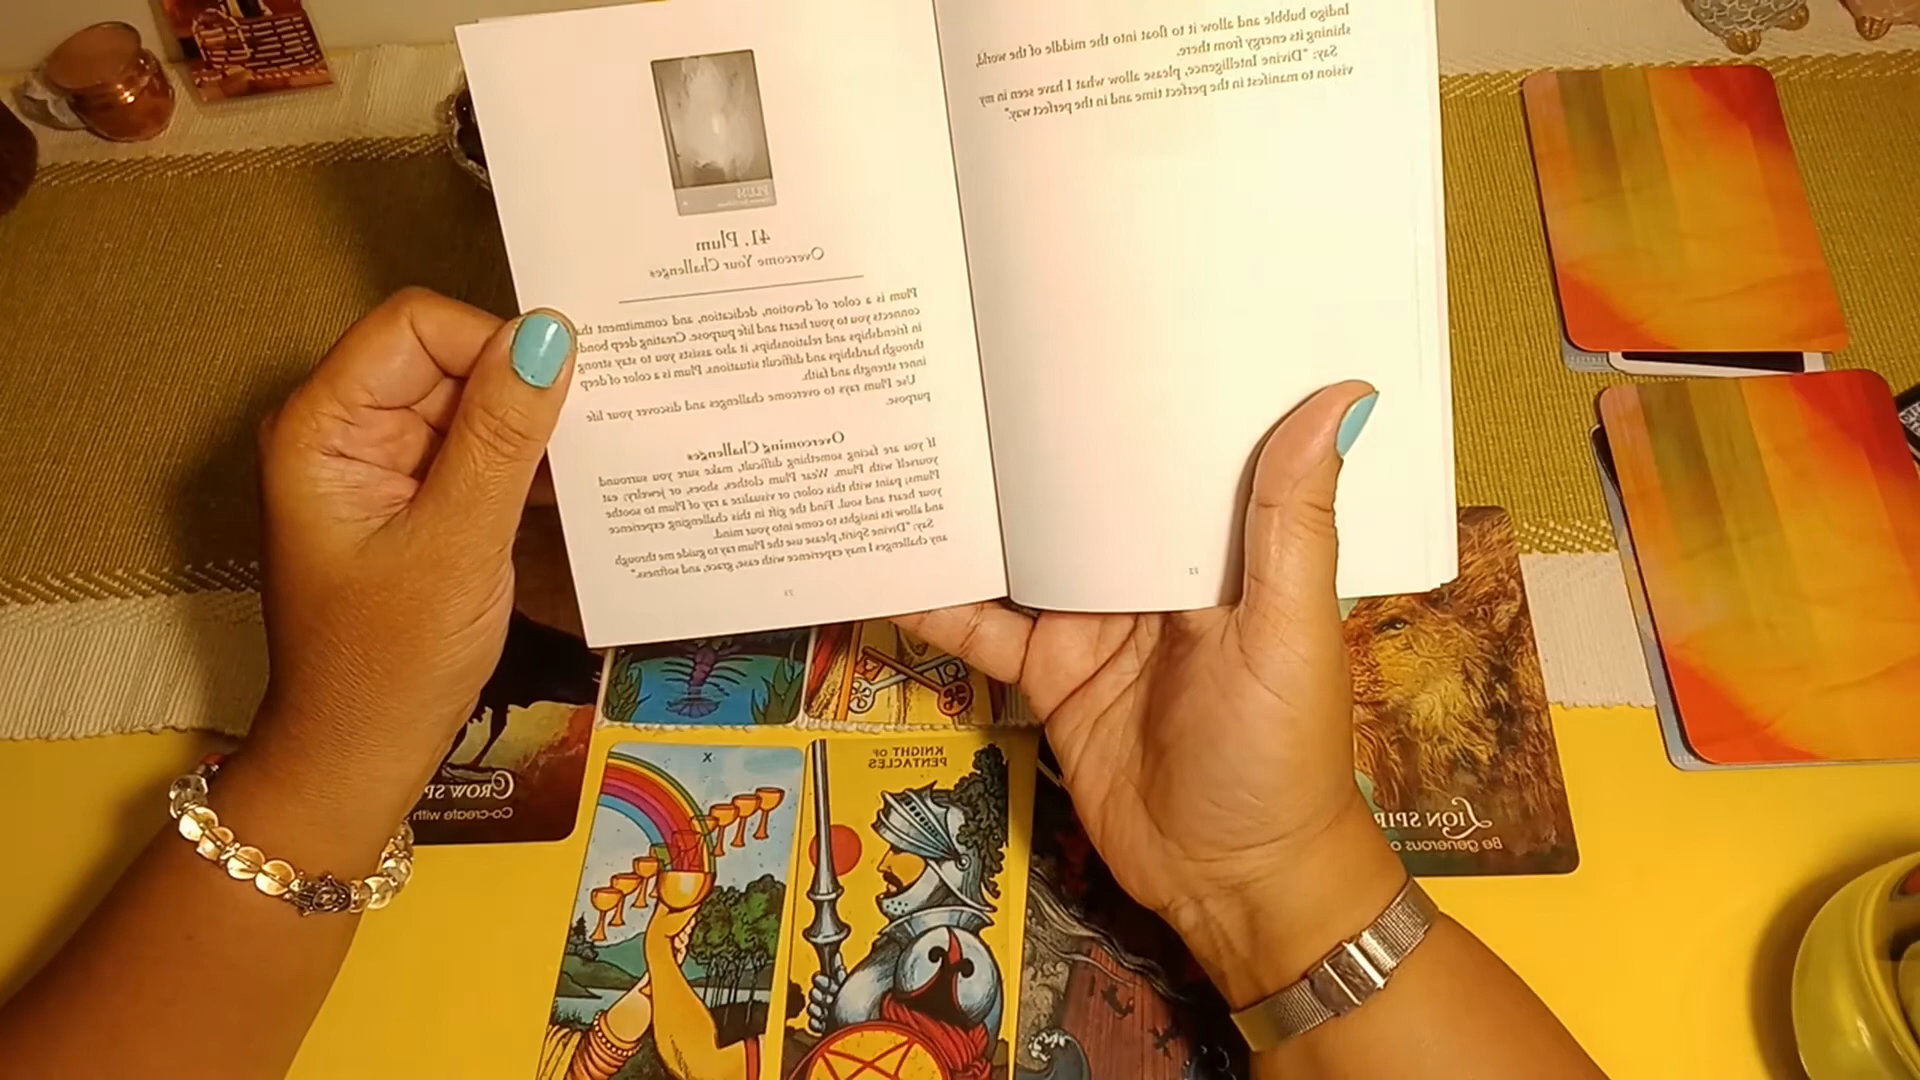 Indigo bubble and allow it to float into the middle of the world,
shining its energy from there.
Say: "Divine Intelligence, please allow what I have seen in my
vision to manifest in the perfect time and in the perfect way."
72
PLUM
41. Plum
Overcome Your Challenges
Plum is a color of devotion, dedication, and commitment tha
connects you to your heart and life purpose. Creating deep bond
in friendships and relationships, it also assists you to stay strong
through hardships and difficult situations. Plum is a color of deep
inner strength and faith.
Use Plum rays to overcome challenges and discover your life
purpose.
Overcoming Challenges
If you are facing something difficult, make sure you surround
yourself with Plum. Wear Plum clothes, shoes, or jewelry; eat
Plums; paint with this color; or visualize a ray of Plum to soothe
your heart and soul. Find the gift in this challenging experience
and allow its insights to come into your mind.
Say: "Divine Spirit, please use the Plum ray to guide me through
any challenges I may experience with ease, grace, and softness."
73
LION SPIRI
Be generous o
KNIGHT OF
PENTACLES
X
CROW SP
Co-create with